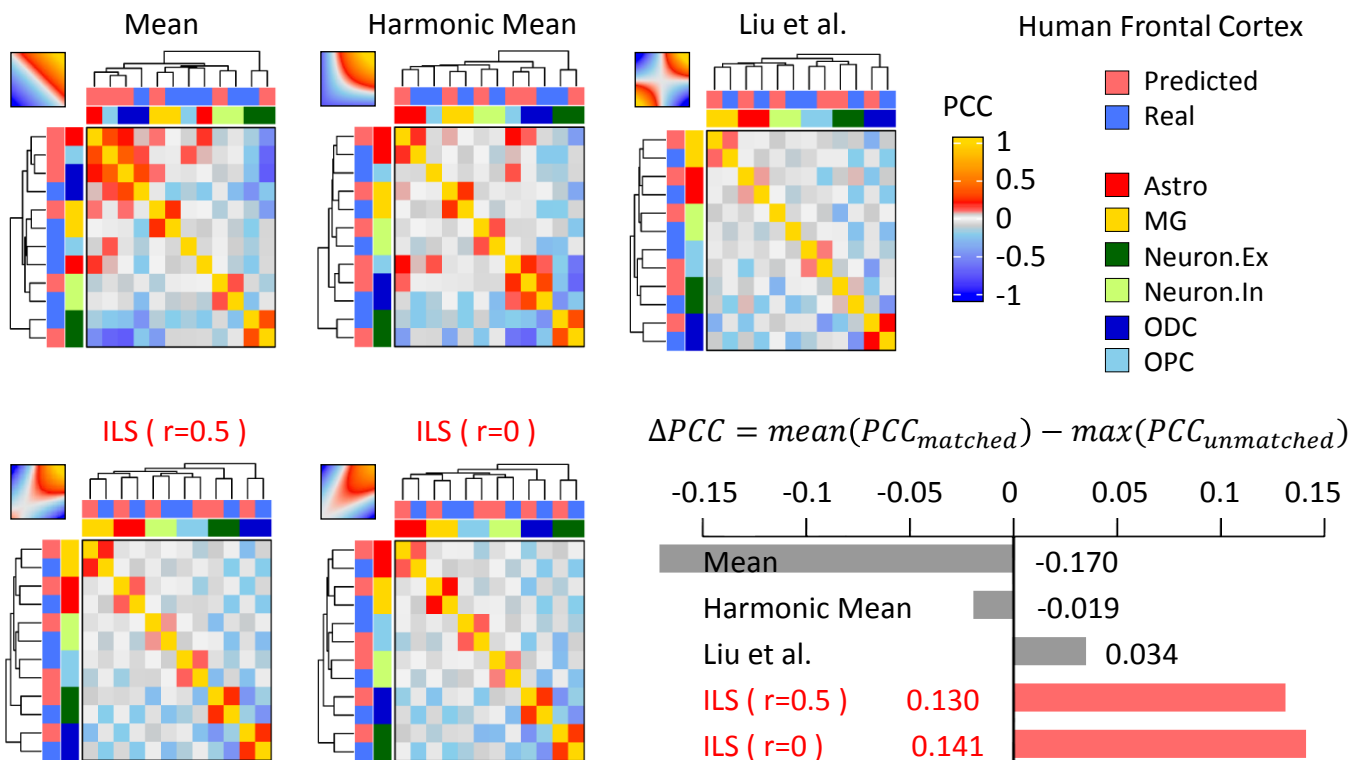 Mean
Harmonic Mean
Liu et al.
Human Frontal Cortex
Predicted
Real
PCC
1
0.5
0
-0.5
-1
Astro
MG
Neuron.Ex
Neuron.In
ODC
OPC
ILS ( r=0.5 )
ILS ( r=0 )
ΔPCC = mean(PCC_matched) − max(PCC_unmatched)
-0.15 -0.1 -0.05 0 0.05 0.1 0.15
Mean -0.170
Harmonic Mean -0.019
Liu et al. 0.034
ILS ( r=0.5 ) 0.130
ILS ( r=0 ) 0.141